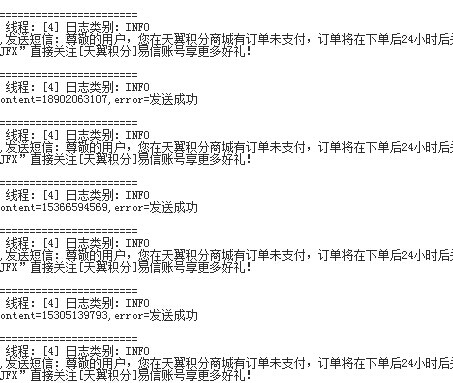 =======================
线程: [4] 日志类别: INFO
,发送短信: 尊敬的用户, 您在天翼积分商城有订单未支付, 订单将在下单后24小时后关
JFX”直接关注[天翼积分]易信账号享更多好礼!
=======================
线程: [4] 日志类别: INFO
ontent=18902063107,error=发送成功
=======================
线程: [4] 日志类别: INFO
,发送短信: 尊敬的用户, 您在天翼积分商城有订单未支付, 订单将在下单后24小时后关
JFX”直接关注[天翼积分]易信账号享更多好礼!
=======================
线程: [4] 日志类别: INFO
ontent=15366594569,error=发送成功
=======================
线程: [4] 日志类别: INFO
,发送短信: 尊敬的用户, 您在天翼积分商城有订单未支付, 订单将在下单后24小时后关
JFX”直接关注[天翼积分]易信账号享更多好礼!
=======================
线程: [4] 日志类别: INFO
ontent=15305139793,error=发送成功
=======================
线程: [4] 日志类别: INFO
,发送短信: 尊敬的用户, 您在天翼积分商城有订单未支付, 订单将在下单后24小时后关
JFX”直接关注[天翼积分]易信账号享更多好礼!